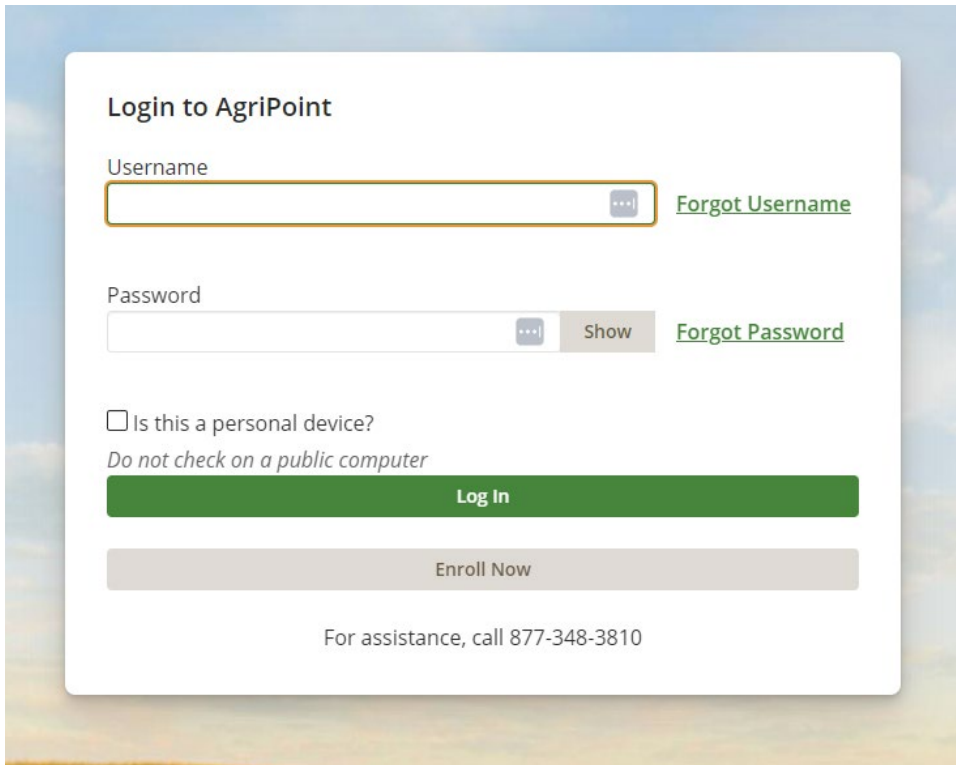 Login to AgriPoint
Username
Forgot Username
Password
Show Forgot Password
Is this a personal device?
Do not check on a public computer
Log In
Enroll Now
For assistance, call 877-348-3810